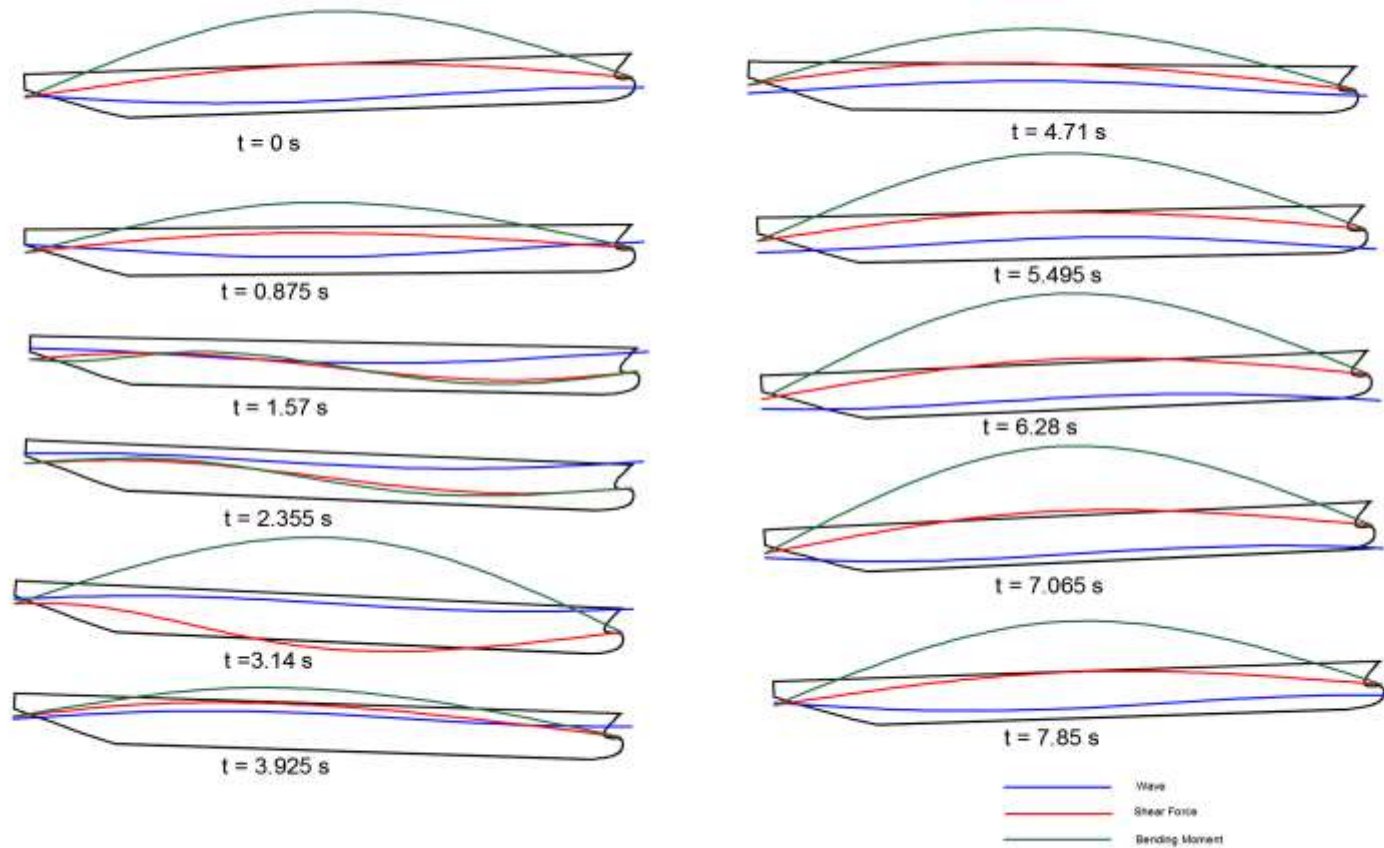 t = 0 s
t = 0.875 s
t = 1.57 s
t = 2.355 s
t =3.14 s
t = 3.925 s
t = 4.71 s
t = 5.495 s
t = 6.28 s
t = 7.065 s
t = 7.85 s
Wave
Shear Force
Bending Moment